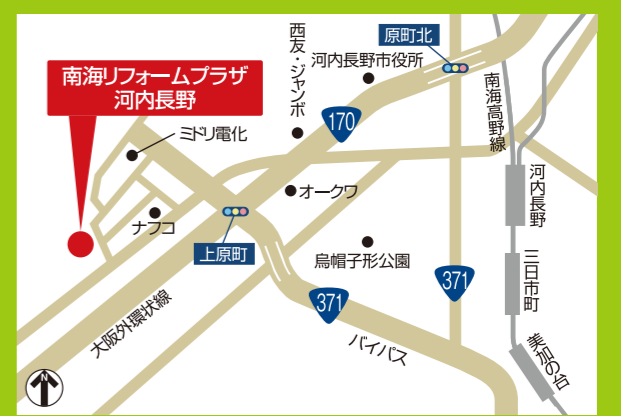 西友・ジャンボ
原町北
河内長野市役所
南海リフォームプラザ
河内長野
南海高野線
170
ミドリ電化
河内長野
オークワ
ナフコ
上原町
烏帽子形公園
三日市町
371
371
大阪外環状線
バイパス
美加の台
N